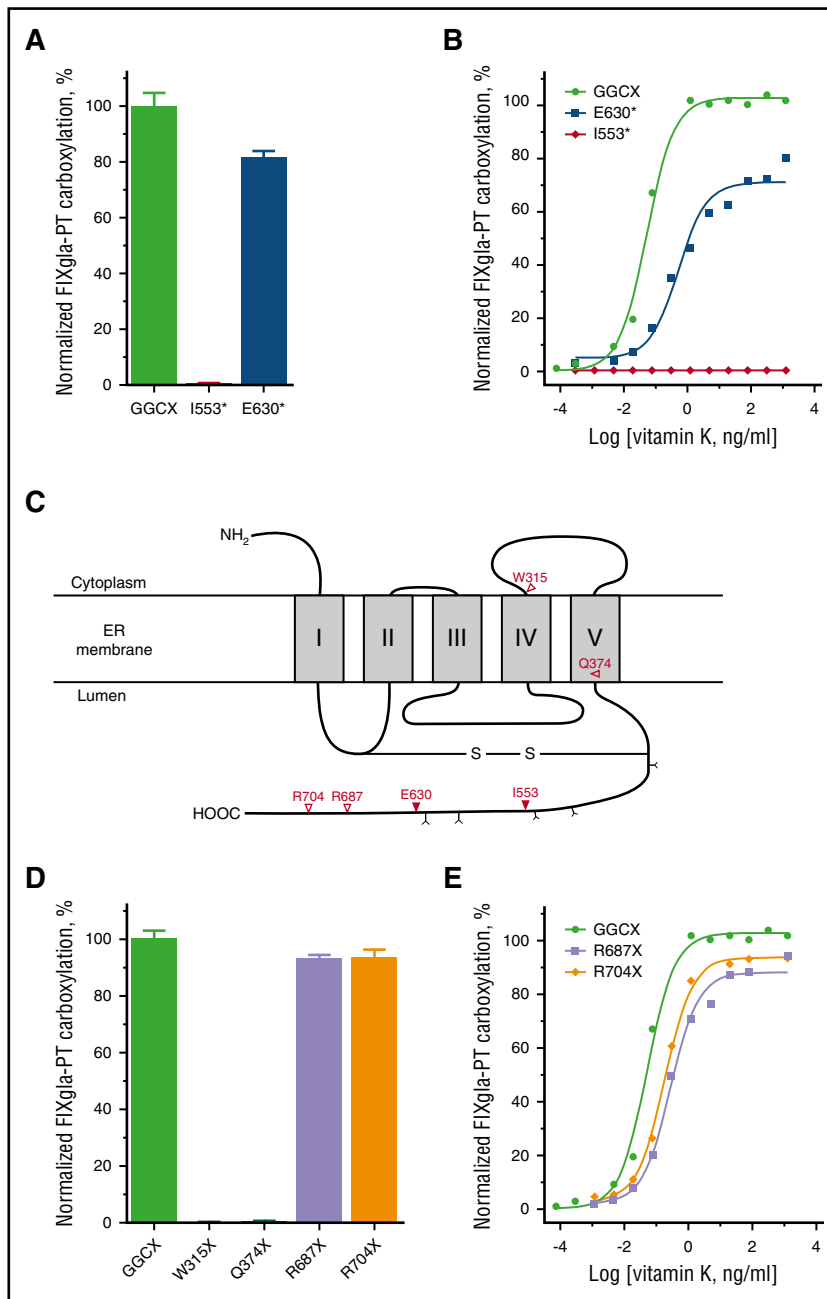 A
Normalized FIXgla-PT carboxylation, %
100
80
60
40
20
0
GGCX
I553*
E630*
B
Normalized FIXgla-PT carboxylation, %
100
80
60
40
20
0
GGCX
E630*
I553*
-4
-2
0
2
4
Log [vitamin K, ng/ml]
C
NH2
Cytoplasm
ER
membrane
Lumen
W315
I
II
III
IV
V
Q374
S
S
R704
R687
E630
I553
HOOC
D
Normalized FIXgla-PT carboxylation, %
100
80
60
40
20
0
GGCX
W315X
Q374X
R687X
R704X
E
Normalized FIXgla-PT carboxylation, %
100
80
60
40
20
0
GGCX
R687X
R704X
-4
-2
0
2
4
Log [vitamin K, ng/ml]